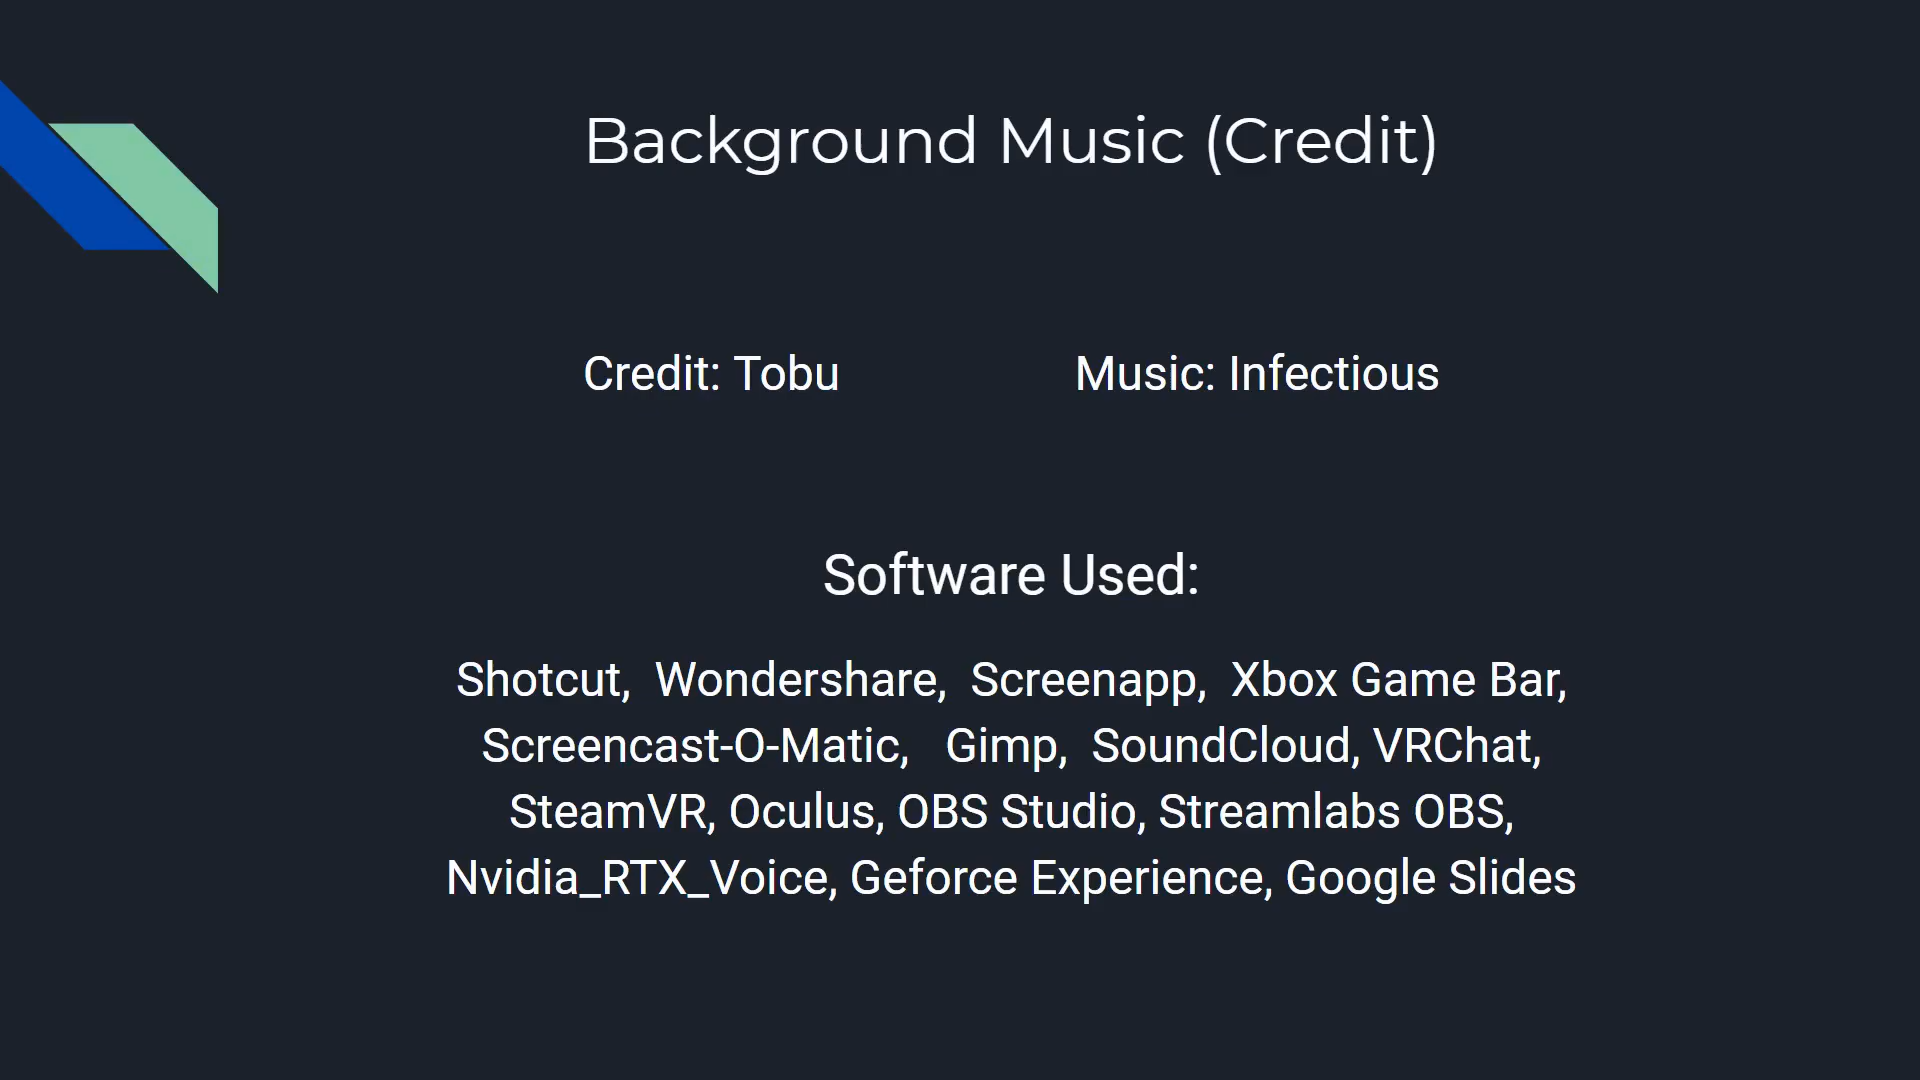 Background Music (Credit)
Credit: Tobu
Music: Infectious
Software Used:
Shotcut,  Wondershare,  Screenapp,  Xbox Game Bar,
Screencast-O-Matic,   Gimp,  SoundCloud, VRChat,
SteamVR, Oculus, OBS Studio, Streamlabs OBS,
Nvidia_RTX_Voice, Geforce Experience, Google Slides